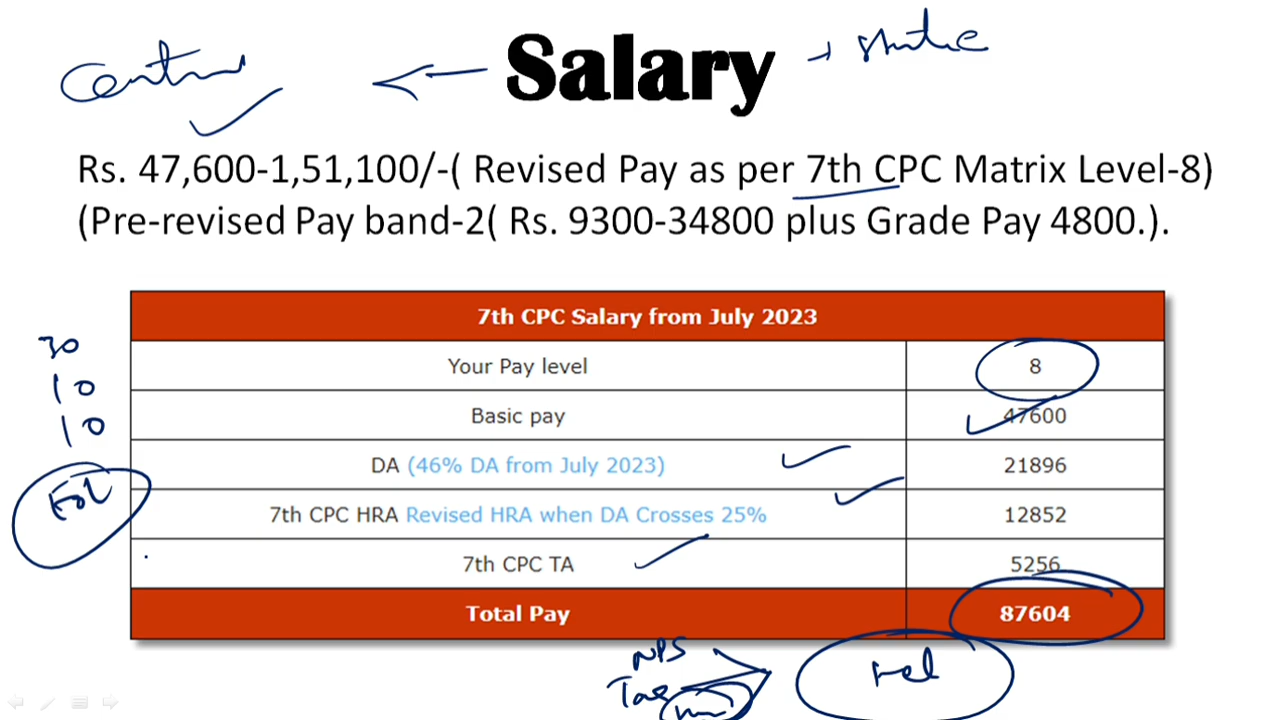 Salary
Rs. 47,600-1,51,100/-( Revised Pay as per 7th CPC Matrix Level-8)
(Pre-revised Pay band-2( Rs. 9300-34800 plus Grade Pay 4800.).
7th CPC Salary from July 2023
Your Pay level 8
Basic pay 47600
DA (46% DA from July 2023) 21896
7th CPC HRA Revised HRA when DA Crosses 25% 12852
7th CPC TA 5256
Total Pay 87604
30
10
10
NPS